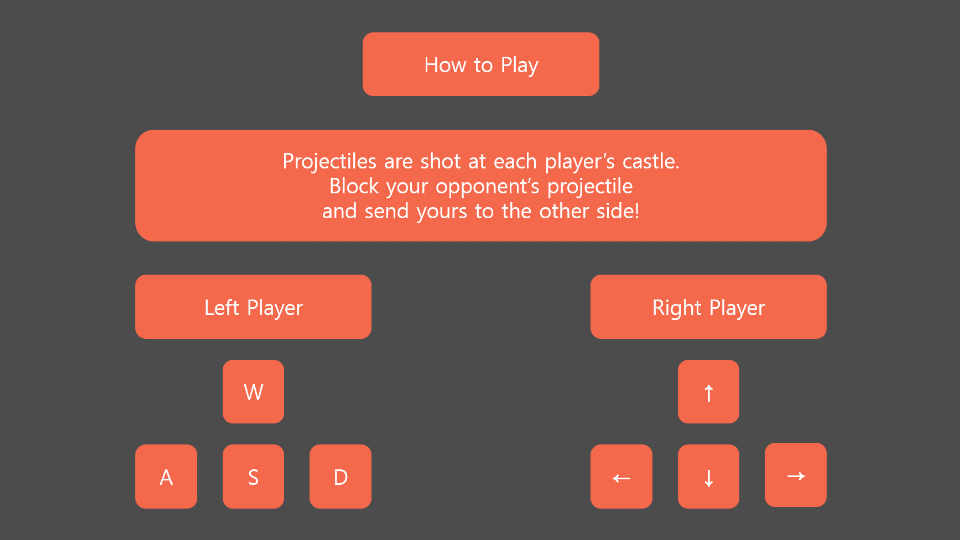 How to Play
Projectiles are shot at each player’s castle.
Block your opponent’s projectile
and send yours to the other side!
Left Player
Right Player
W
↑
A S D
← ↓ →